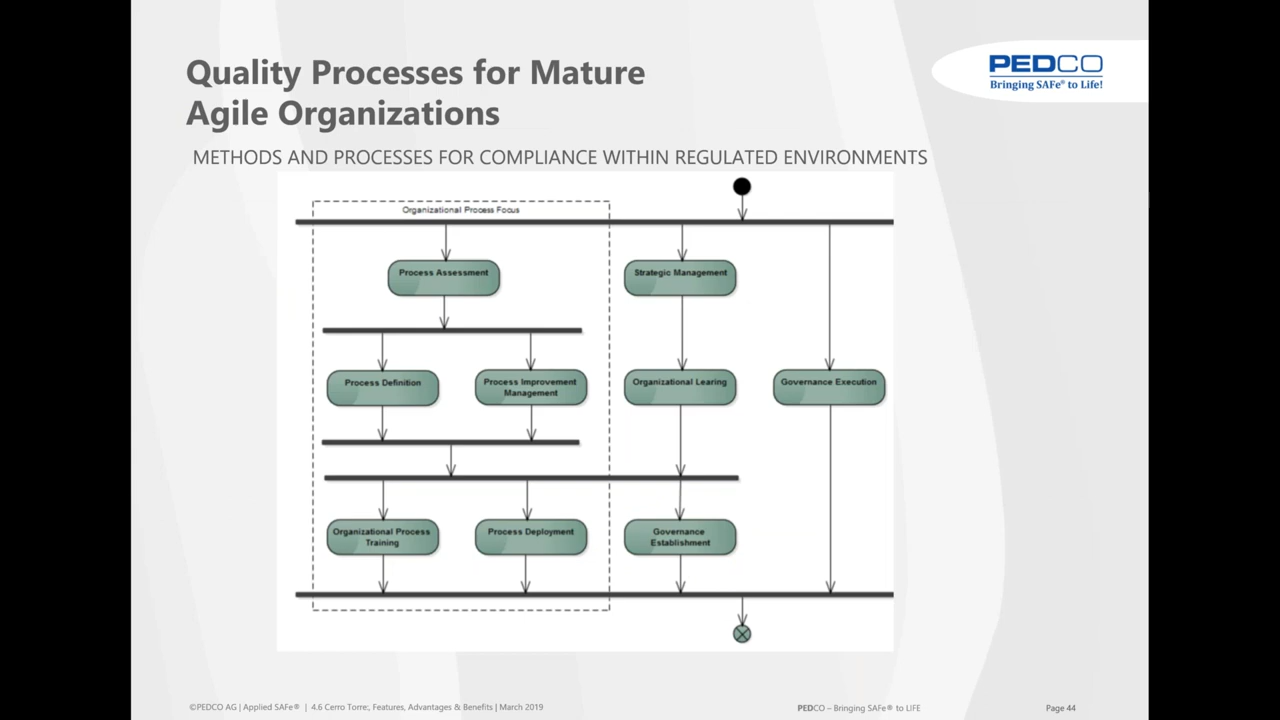 Quality Processes for Mature
Agile Organizations
PEDCO
Bringing SAFe® to Life!
METHODS AND PROCESSES FOR COMPLIANCE WITHIN REGULATED ENVIRONMENTS
Organizational Process Focus
Process Assessment
Strategic Management
Process Definition
Process Improvement
Management
Organizational Learing
Governance Execution
Organizational Process
Training
Process Deployment
Governance
Establishment
©PEDCO AG | Applied SAFe® | 4.6 Cerro Torre:, Features, Advantages & Benefits | March 2019
PEDCO – Bringing SAFe® to LIFE
Page 44